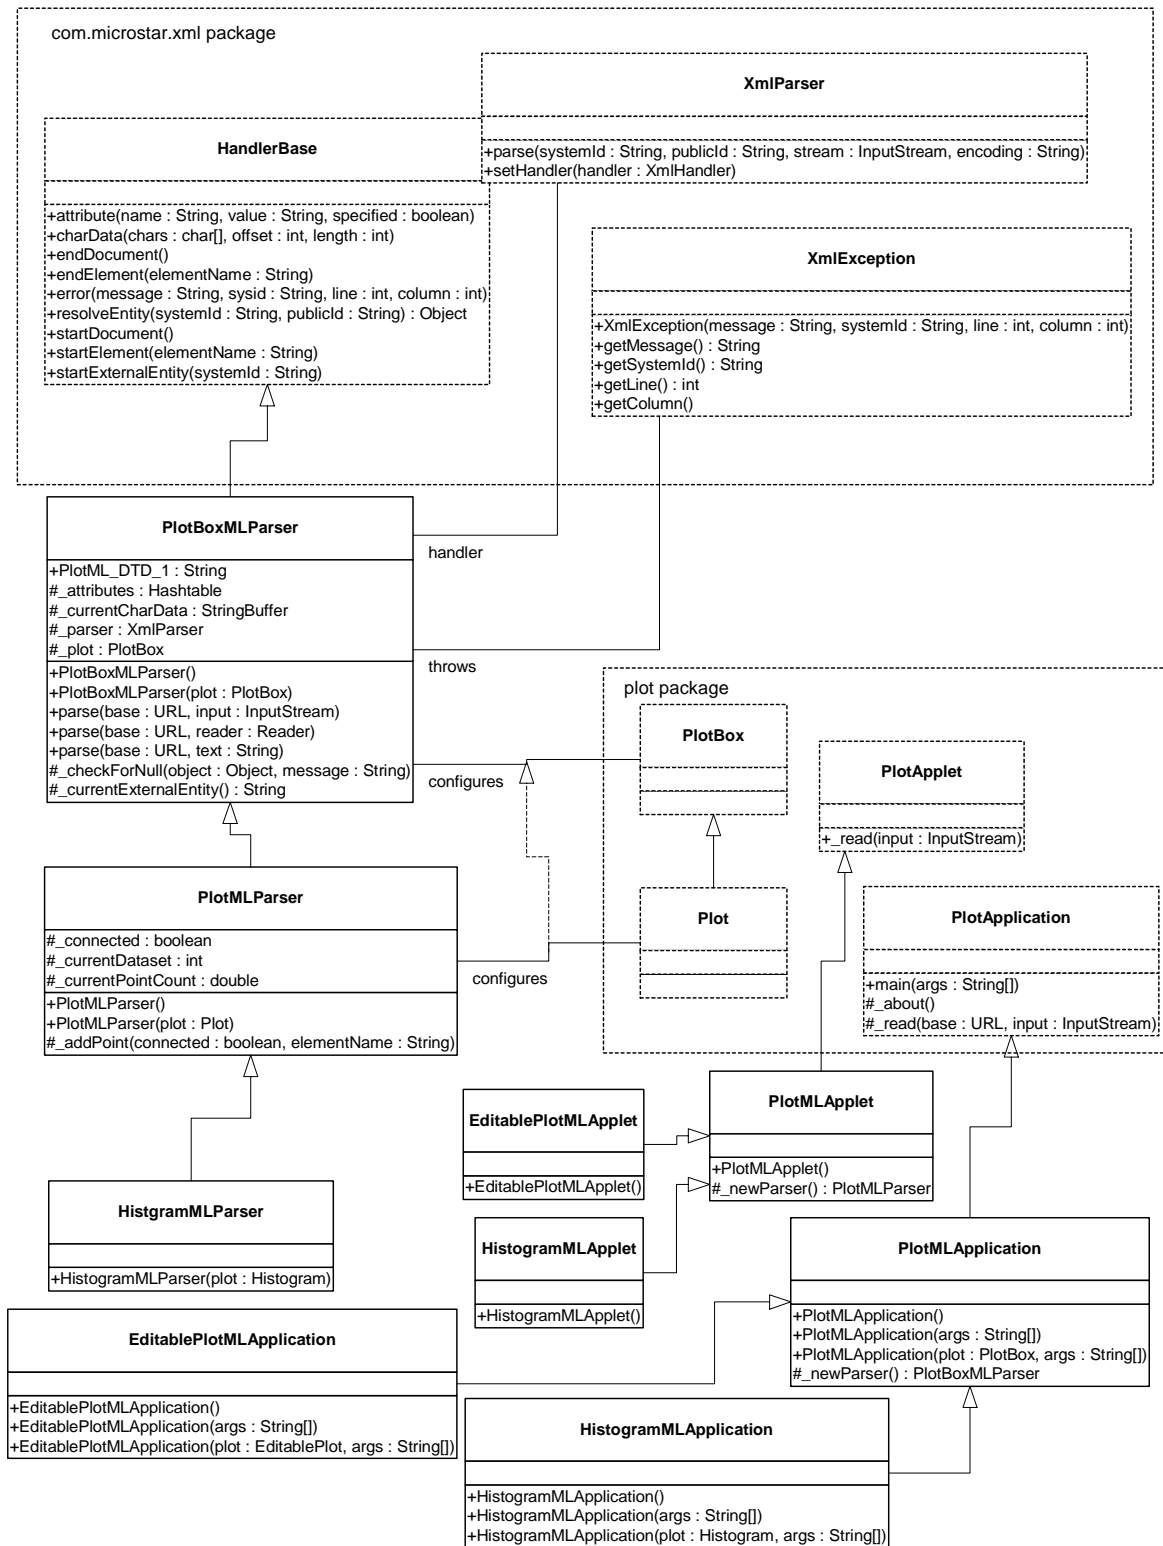 com.microstar.xml package
XmlParser
+parse(systemId : String, publicId : String, stream : InputStream, encoding : String)
+setHandler(handler : XmlHandler)
HandlerBase
+attribute(name : String, value : String, specified : boolean)
+charData(chars : char[], offset : int, length : int)
+endDocument()
+endElement(elementName : String)
+error(message : String, sysid : String, line : int, column : int)
+resolveEntity(systemId : String, publicId : String) : Object
+startDocument()
+startElement(elementName : String)
+startExternalEntity(systemId : String)
XmlException
+XmlException(message : String, systemId : String, line : int, column : int)
+getMessage() : String
+getSystemId() : String
+getLine() : int
+getColumn()
PlotBoxMLParser
+PlotML_DTD_1 : String
#_attributes : Hashtable
#_currentCharData : StringBuffer
#_parser : XmlParser
#_plot : PlotBox
+PlotBoxMLParser()
+PlotBoxMLParser(plot : PlotBox)
+parse(base : URL, input : InputStream)
+parse(base : URL, reader : Reader)
+parse(base : URL, text : String)
#_checkForNull(object : Object, message : String)
#_currentExternalEntity() : String
handler
throws
configures
plot package
PlotBox
PlotApplet
+_read(input : InputStream)
Plot
PlotApplication
+main(args : String[])
#_about()
#_read(base : URL, input : InputStream)
PlotMLParser
#_connected : boolean
#_currentDataset : int
#_currentPointCount : double
+PlotMLParser()
+PlotMLParser(plot : Plot)
#_addPoint(connected : boolean, elementName : String)
configures
EditablePlotMLApplet
+EditablePlotMLApplet()
PlotMLApplet
+PlotMLApplet()
#_newParser() : PlotMLParser
HistgramMLParser
+HistogramMLParser(plot : Histogram)
HistogramMLApplet
+HistogramMLApplet()
PlotMLApplication
+PlotMLApplication()
+PlotMLApplication(args : String[])
+PlotMLApplication(plot : PlotBox, args : String[])
#_newParser() : PlotBoxMLParser
EditablePlotMLApplication
+EditablePlotMLApplication()
+EditablePlotMLApplication(args : String[])
+EditablePlotMLApplication(plot : EditablePlot, args : String[])
HistogramMLApplication
+HistogramMLApplication()
+HistogramMLApplication(args : String[])
+HistogramMLApplication(plot : Histogram, args : String[])